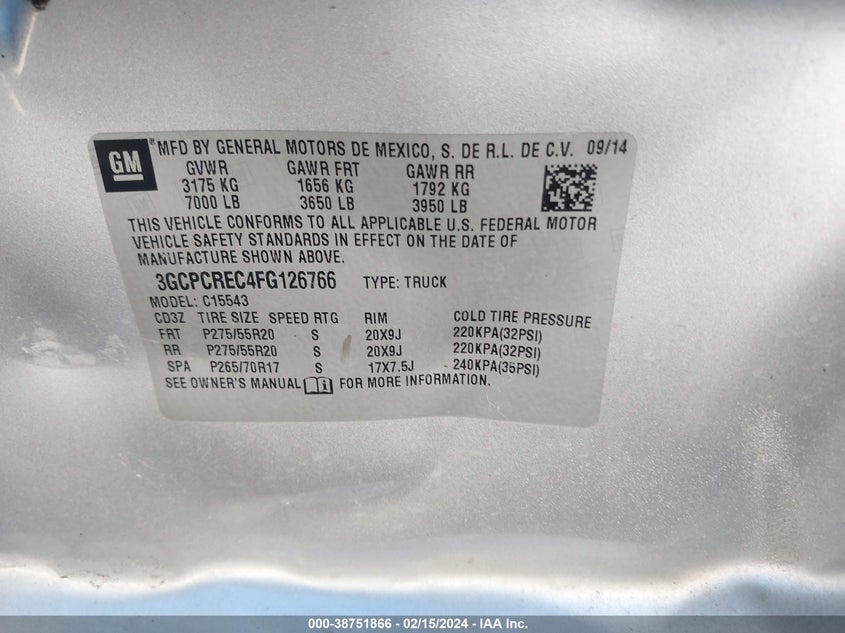 GM ® MFD BY GENERAL MOTORS DE MEXICO, S. DE R.L. DE C.V. 09/14
GVWR GAWR FRT GAWR RR
3175 KG 1656 KG 1792 KG
7000 LB 3650 LB 3950 LB
THIS VEHICLE CONFORMS TO ALL APPLICABLE U.S. FEDERAL MOTOR
VEHICLE SAFETY STANDARDS IN EFFECT ON THE DATE OF
MANUFACTURE SHOWN ABOVE.
3GCPCREC4FG126766 TYPE: TRUCK
MODEL: C15543
CD3Z TIRE SIZE SPEED RTG RIM COLD TIRE PRESSURE
FRT P275/55R20 S 20X9J 220KPA(32PSI)
RR P275/55R20 S 20X9J 220KPA(32PSI)
SPA P265/70R17 S 17X7.5J 240KPA(35PSI)
SEE OWNER'S MANUAL FOR MORE INFORMATION.
000-38751866 - 02/15/2024 - IAA Inc.